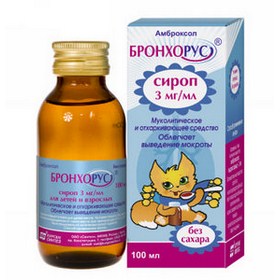 БРОНХОРУС®
100 мл
сироп 3 мг/мл
для детей и взрослых
Муколитическое и отхаркивающее средство
Облегчает выведение мокроты
Амброксол
БРОНХОРУС®
сироп
3 мг/мл
Муколитическое
и отхаркивающее средство
Облегчает
выведение мокроты
без
сахара
100 мл